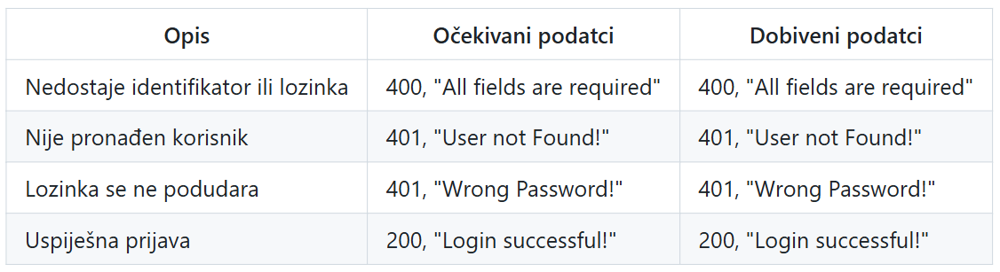 Opis Očekivani podatci Dobiveni podatci
Nedostaje identifikator ili lozinka 400, "All fields are required" 400, "All fields are required"
Nije pronađen korisnik 401, "User not Found!" 401, "User not Found!"
Lozinka se ne podudara 401, "Wrong Password!" 401, "Wrong Password!"
Uspiješna prijava 200, "Login successful!" 200, "Login successful!"